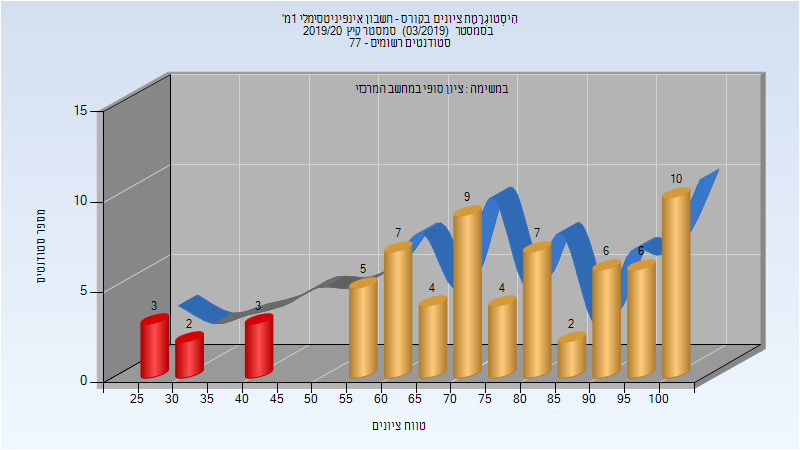 היסטוגרמת ציונים בקורס - חשבון אינפיניטסימלי 1מ'
בסמסטר (03/2019) סמסטר קיץ 2019/20
סטודנטים רשומים - 77
במשימה : ציון סופי במחשב המרכזי
מספר סטודנטים
15
10
5
0
3
2
3
5
7
4
9
4
7
2
6
6
10
25 30 35 40 45 50 55 60 65 70 75 80 85 90 95 100
טווח ציונים